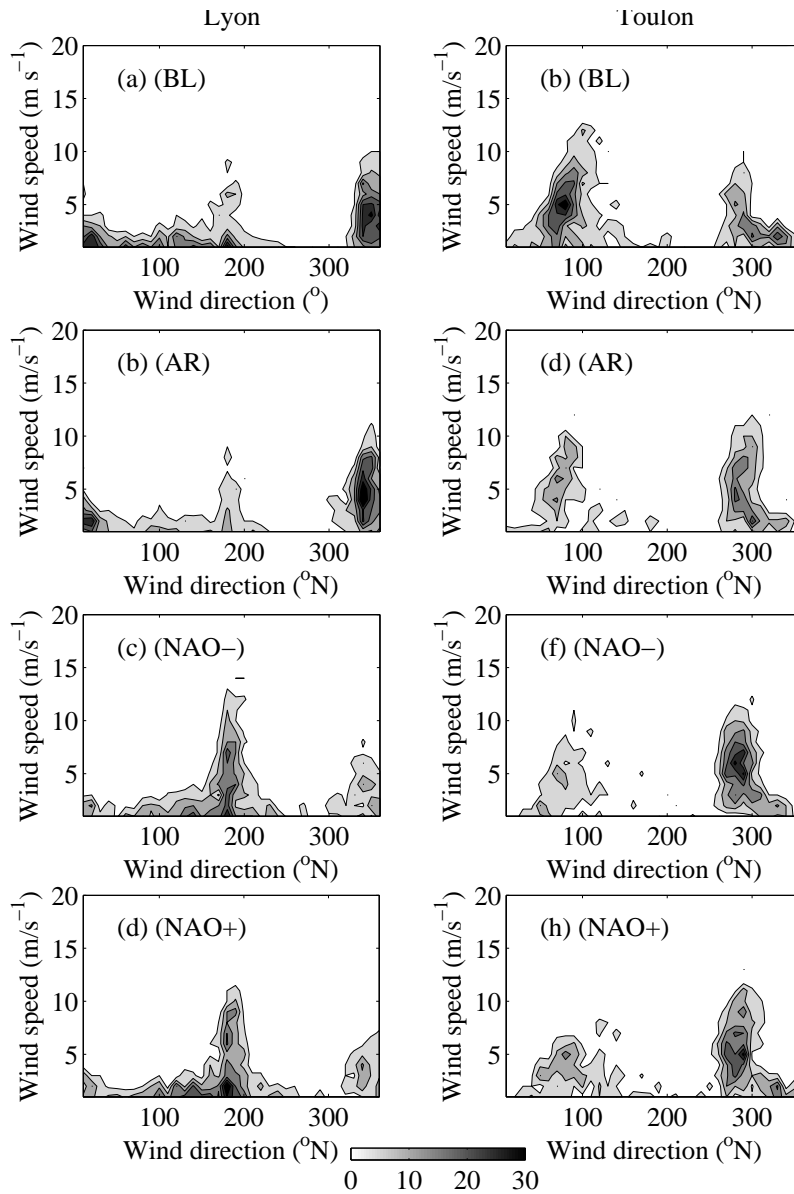 Lyon
Toulon
20
15
10
5
Wind speed (m s⁻¹)
(a) (BL)
100 200 300
Wind direction (°)
20
15
10
5
Wind speed (m/s⁻¹)
(b) (BL)
100 200 300
Wind direction (°N)
20
15
10
5
Wind speed (m/s⁻¹)
(b) (AR)
100 200 300
Wind direction (°N)
20
15
10
5
Wind speed (m/s⁻¹)
(d) (AR)
100 200 300
Wind direction (°N)
20
15
10
5
Wind speed (m/s⁻¹)
(c) (NAO−)
100 200 300
Wind direction (°N)
20
15
10
5
Wind speed (m/s⁻¹)
(f) (NAO−)
100 200 300
Wind direction (°N)
20
15
10
5
Wind speed (m/s⁻¹)
(d) (NAO+)
100 200 300
Wind direction (°N)
20
15
10
5
Wind speed (m/s⁻¹)
(h) (NAO+)
100 200 300
Wind direction (°N)
0 10 20 30